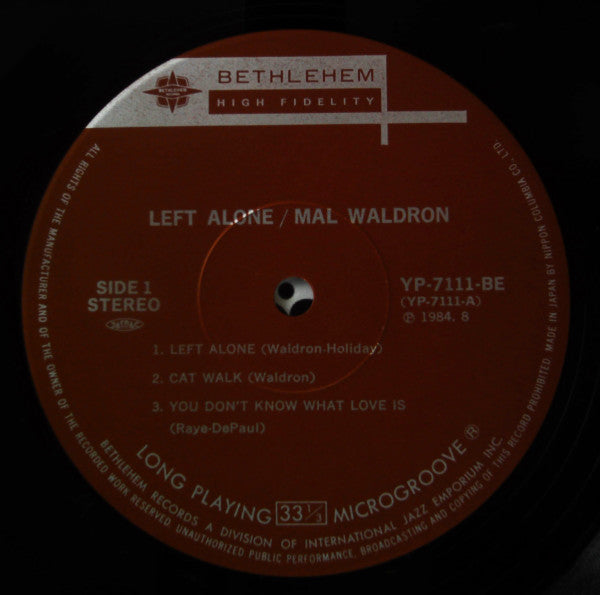 BETHLEHEM
RECORDS
BETHLEHEM
HIGH FIDELITY
LEFT ALONE / MAL WALDRON
SIDE 1
STEREO
YP-7111-BE
(YP-7111-A)
℗ 1984. 8
1. LEFT ALONE (Waldron-Holiday)
2. CAT WALK (Waldron)
3. YOU DON'T KNOW WHAT LOVE IS
(Raye-DePaul)
LONG PLAYING 33 1/3 MICROGROOVE ®
BETHLEHEM RECORDS A DIVISION OF INTERNATIONAL JAZZ EMPORIUM INC.
ALL RIGHTS OF THE MANUFACTURER AND OF THE OWNER OF THE RECORDED WORK RESERVED. UNAUTHORIZED PUBLIC PERFORMANCE, BROADCASTING AND COPYING OF THIS RECORD PROHIBITED. MADE IN JAPAN BY NIPPON COLUMBIA CO., LTD.